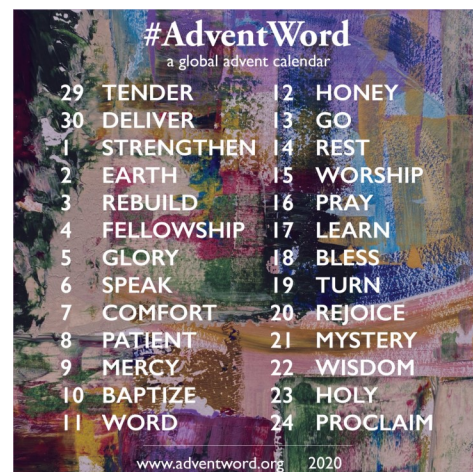 #AdventWord
a global advent calendar
29 TENDER
30 DELIVER
1 STRENGTHEN
2 EARTH
3 REBUILD
4 FELLOWSHIP
5 GLORY
6 SPEAK
7 COMFORT
8 PATIENT
9 MERCY
10 BAPTIZE
11 WORD
12 HONEY
13 GO
14 REST
15 WORSHIP
16 PRAY
17 LEARN
18 BLESS
19 TURN
20 REJOICE
21 MYSTERY
22 WISDOM
23 HOLY
24 PROCLAIM
www.adventword.org 2020